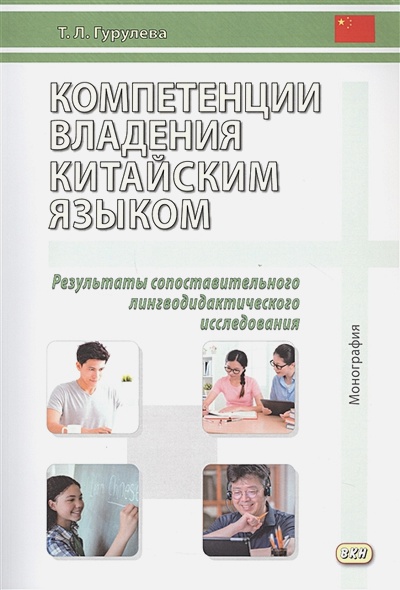 Т. Л. Гурулева
КОМПЕТЕНЦИИ
ВЛАДЕНИЯ
КИТАЙСКИМ
ЯЗЫКОМ
Результаты сопоставительного
лингводидактического
исследования
Монография
ВКН